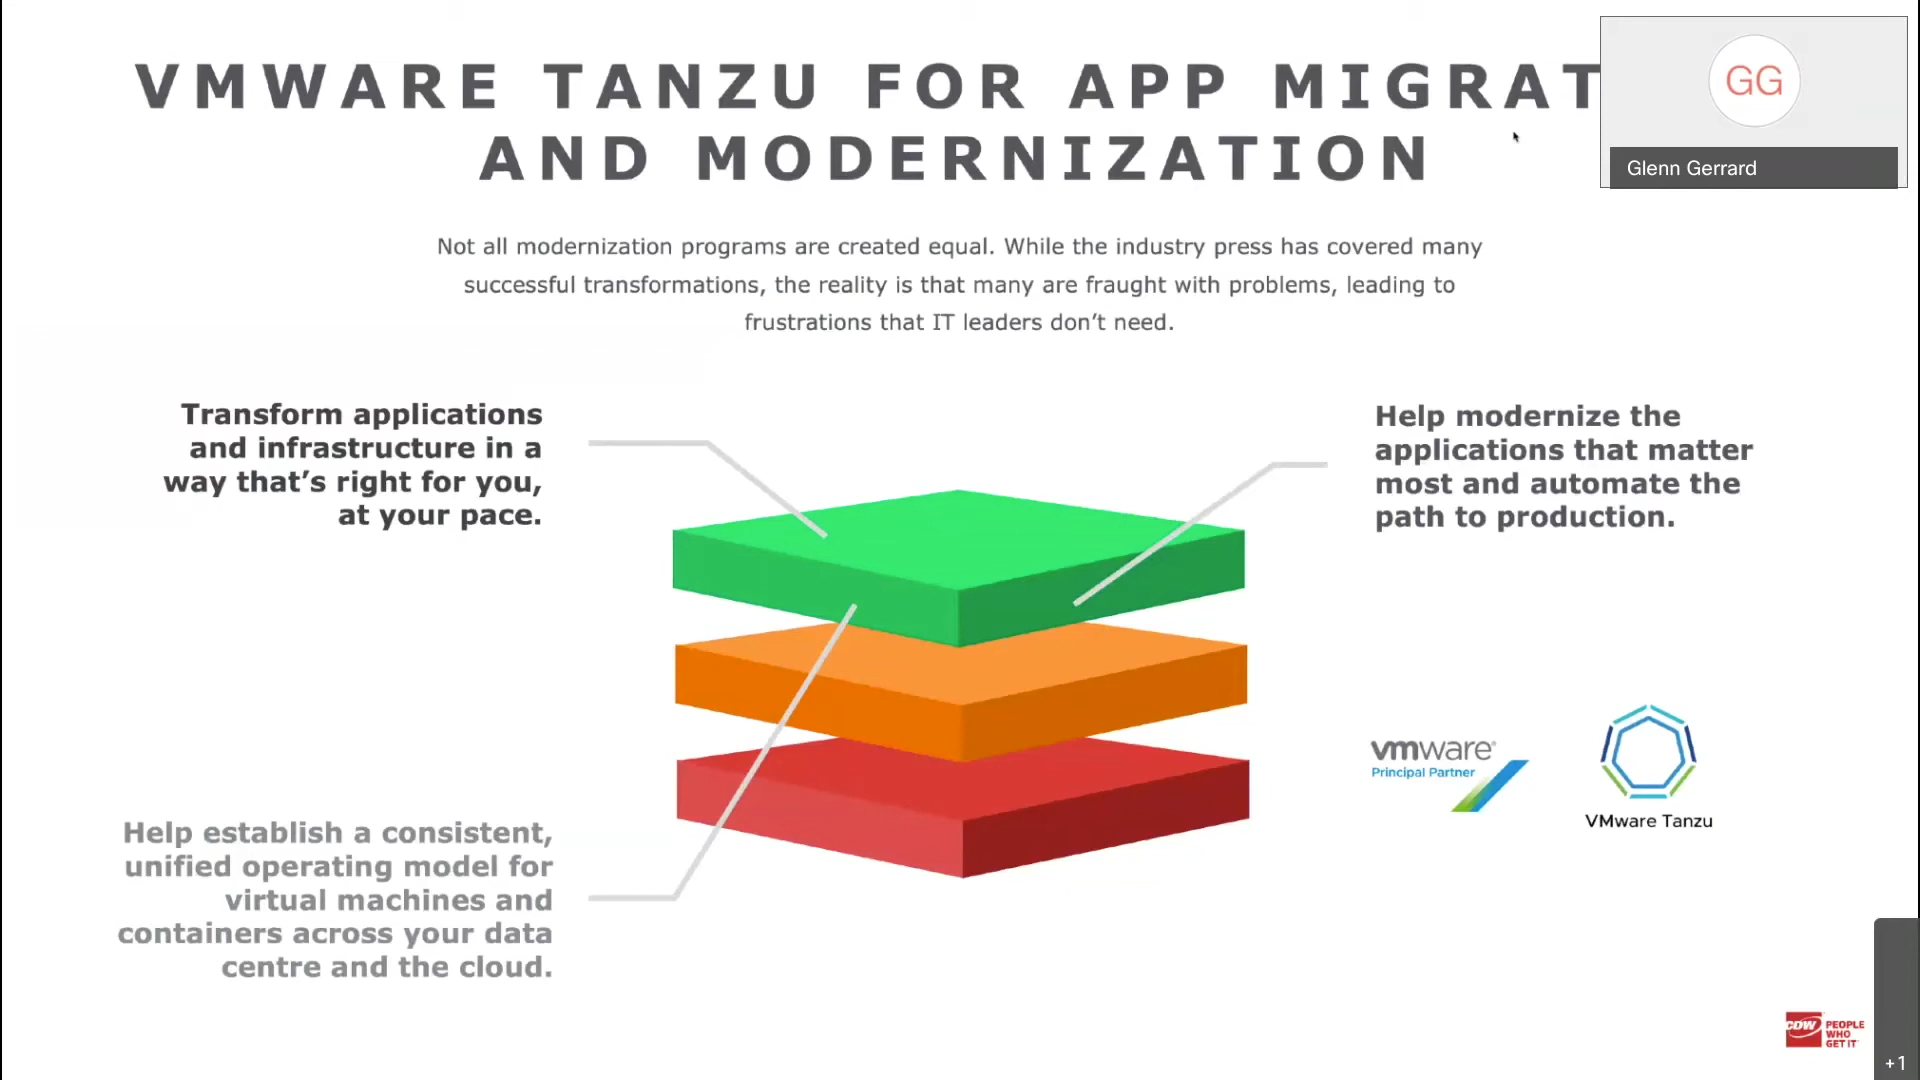 VMWARE TANZU FOR APP MIGRAT
AND MODERNIZATION
GG
Glenn Gerrard
Not all modernization programs are created equal. While the industry press has covered many
successful transformations, the reality is that many are fraught with problems, leading to
frustrations that IT leaders don't need.
Transform applications
and infrastructure in a
way that's right for you,
at your pace.
Help modernize the
applications that matter
most and automate the
path to production.
Help establish a consistent,
unified operating model for
virtual machines and
containers across your data
centre and the cloud.
vmware®
Principal Partner
VMware Tanzu
CDW
PEOPLE
WHO
GET IT
+1